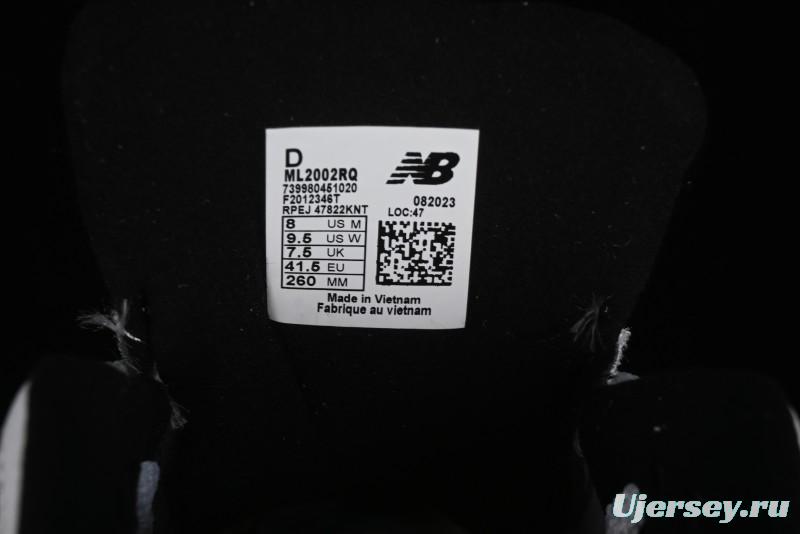 D
NB
ML2002RQ
739980451020
F2012346T
082023
RPEJ 47822KNT
LOC:47
8 US M
9.5 US W
7.5 UK
41.5 EU
260 MM
Made in Vietnam
Fabrique au vietnam
Ujersey.ru